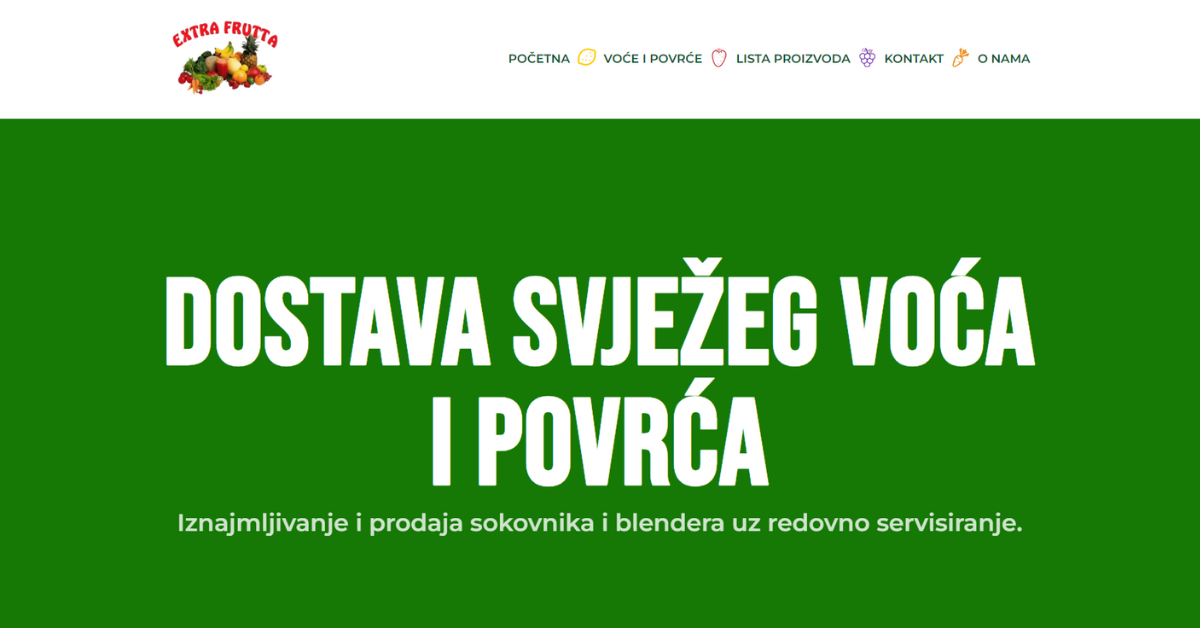 EXTRA FRUTTA
POČETNA VOĆE I POVRĆE LISTA PROIZVODA KONTAKT O NAMA
DOSTAVA SVJEŽEG VOĆA
I POVRĆA
Iznajmljivanje i prodaja sokovnika i blendera uz redovno servisiranje.